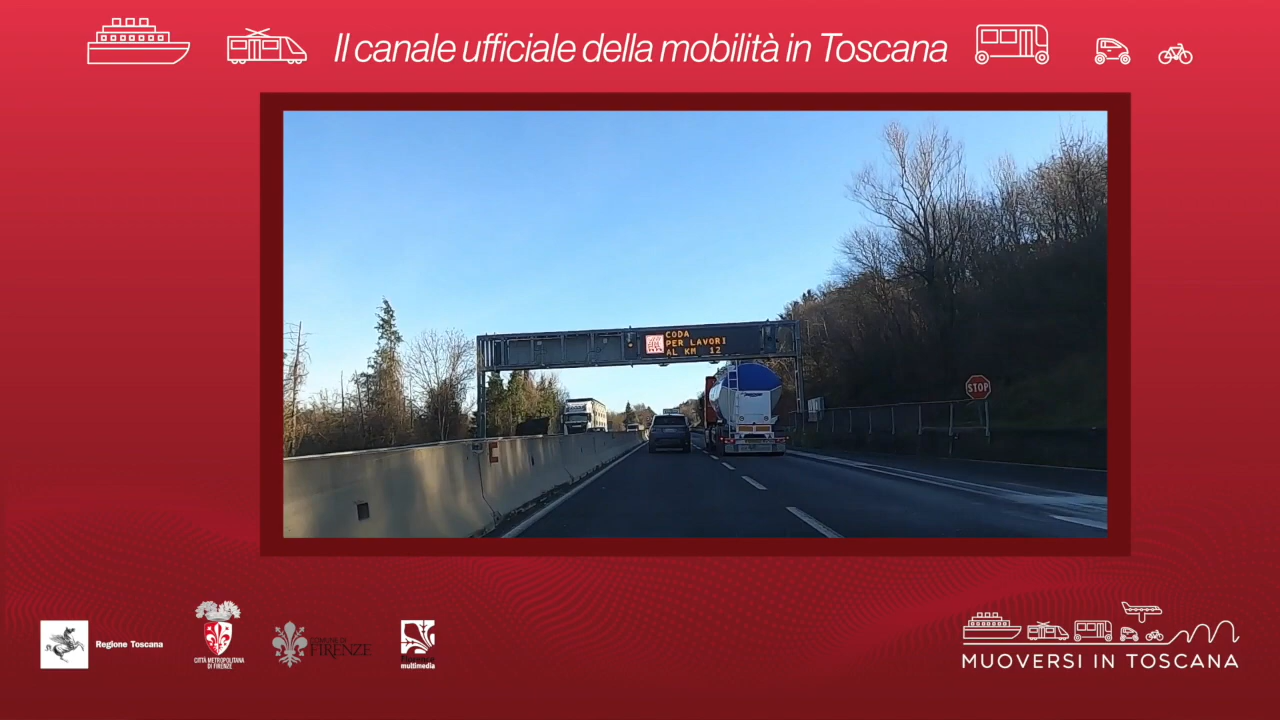 Il canale ufficiale della mobilità in Toscana
CODA
PER LAVORI
AL KM 12
STOP
Regione Toscana
CITTÀ METROPOLITANA
DI FIRENZE
COMUNE DI
FIRENZE
multimedia
MUOVERSI IN TOSCANA